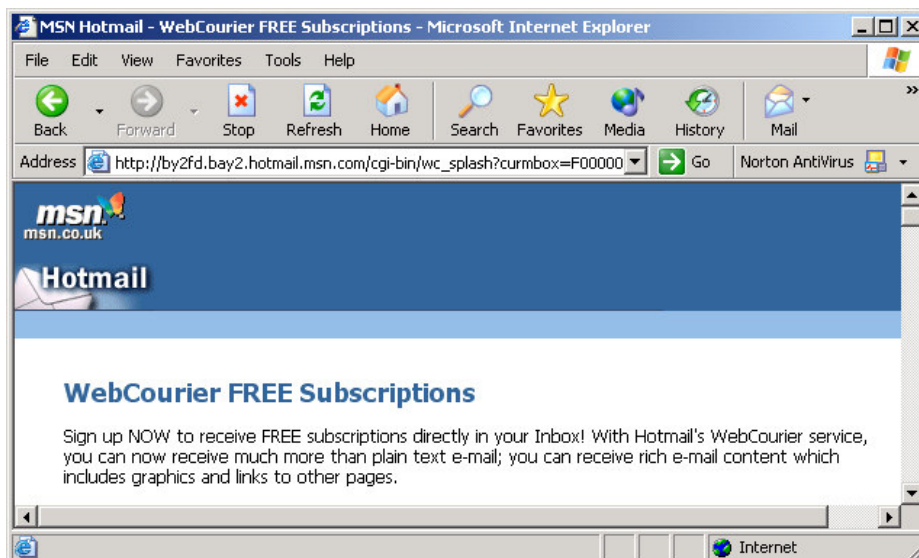 MSN Hotmail - WebCourier FREE Subscriptions - Microsoft Internet Explorer
File Edit View Favorites Tools Help
Back Forward Stop Refresh Home Search Favorites Media History Mail »
Address http://by2fd.bay2.hotmail.msn.com/cgi-bin/wc_splash?curmbox=F00000 Go Norton AntiVirus
msn
msn.co.uk
Hotmail
WebCourier FREE Subscriptions
Sign up NOW to receive FREE subscriptions directly in your Inbox! With Hotmail's WebCourier service,
you can now receive much more than plain text e-mail; you can receive rich e-mail content which
includes graphics and links to other pages.
Internet